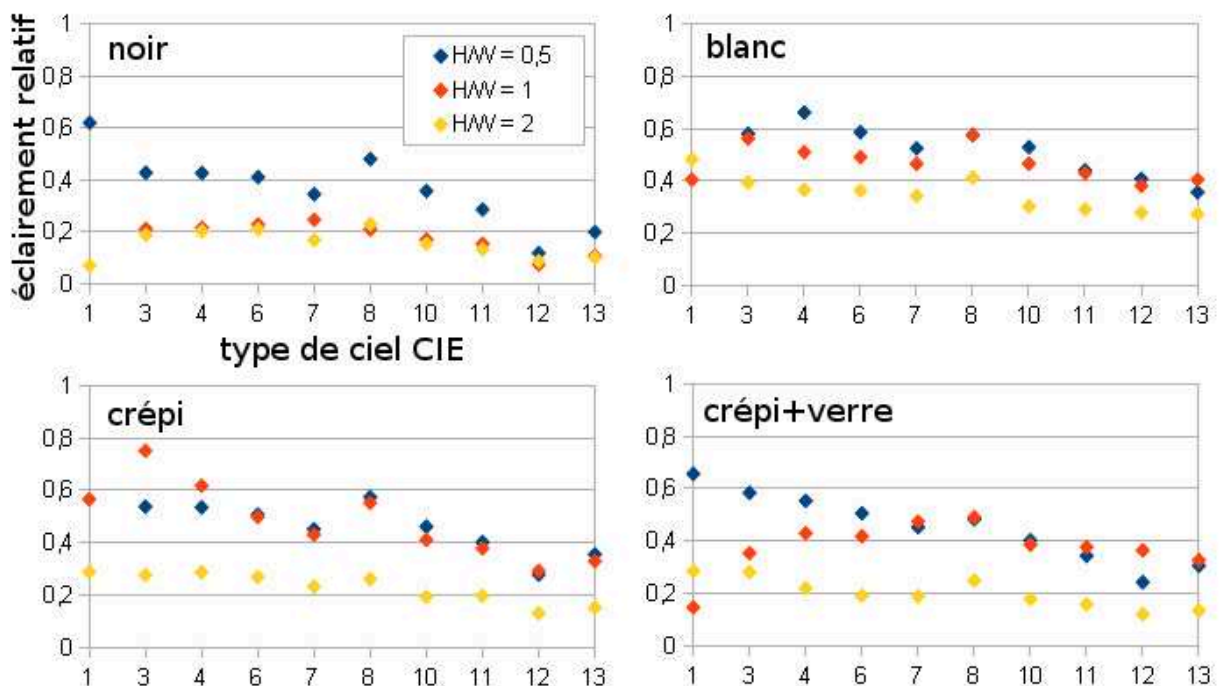 éclairement relatif
1
0,8
0,6
0,4
0,2
0
noir
H/W = 0,5
H/W = 1
H/W = 2
1 3 4 6 7 8 10 11 12 13
type de ciel CIE
1
0,8
0,6
0,4
0,2
0
blanc
1 3 4 6 7 8 10 11 12 13
1
0,8
0,6
0,4
0,2
0
crépi
1 3 4 6 7 8 10 11 12 13
1
0,8
0,6
0,4
0,2
0
crépi+verre
1 3 4 6 7 8 10 11 12 13